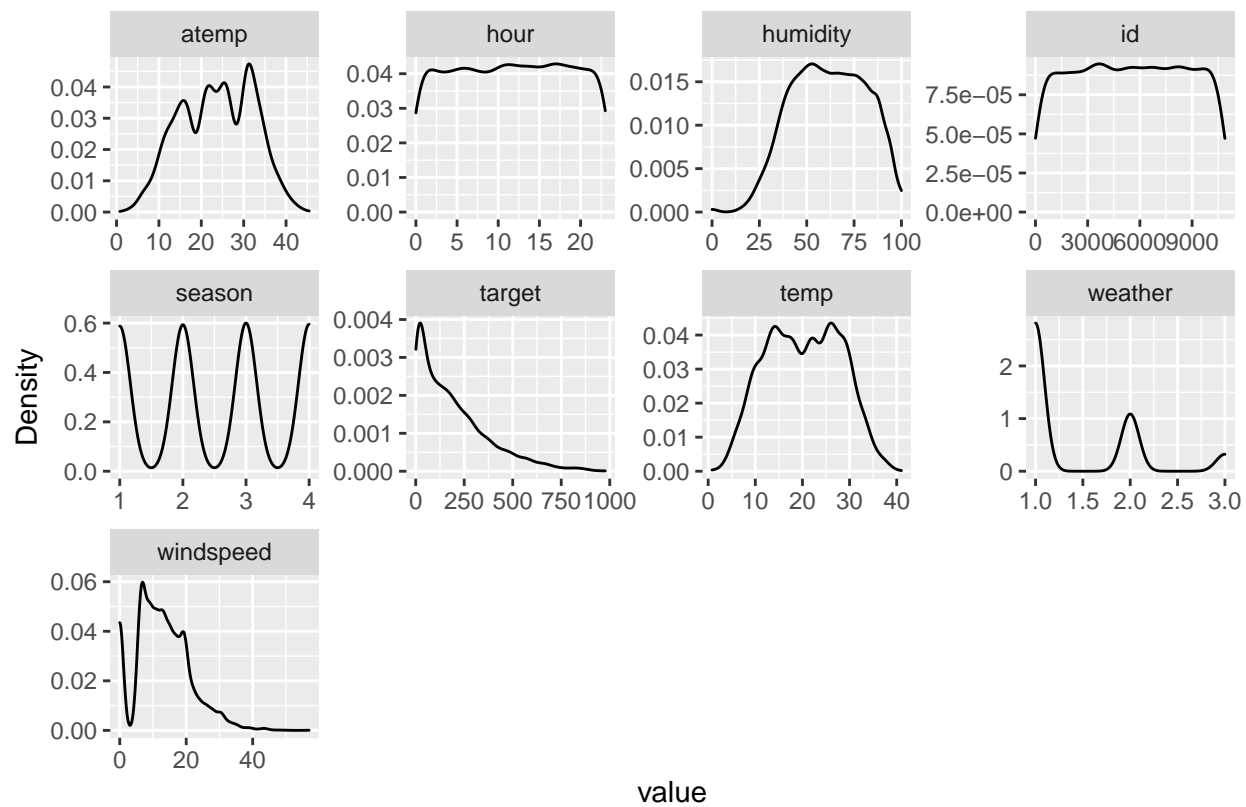 atemp hour humidity id
0.04 0.04 0.015 7.5e−05
0.03 0.03 0.010 5.0e−05
0.02 0.02 0.005 2.5e−05
0.01 0.01 0.000 0.0e+00
0.00 0.00
0 10 20 30 40 0 5 10 15 20 0 25 50 75 100 0 3000 6000 9000
season target temp weather
0.6 0.004 0.04 2
0.4 0.003 0.03 1
0.2 0.002 0.02 0
0.0 0.001 0.01
0.000 0.00
1 2 3 4 0 250 500 750 1000 0 10 20 30 40 1.0 1.5 2.0 2.5 3.0
Density
windspeed
0.06
0.04
0.02
0.00
0 20 40
value